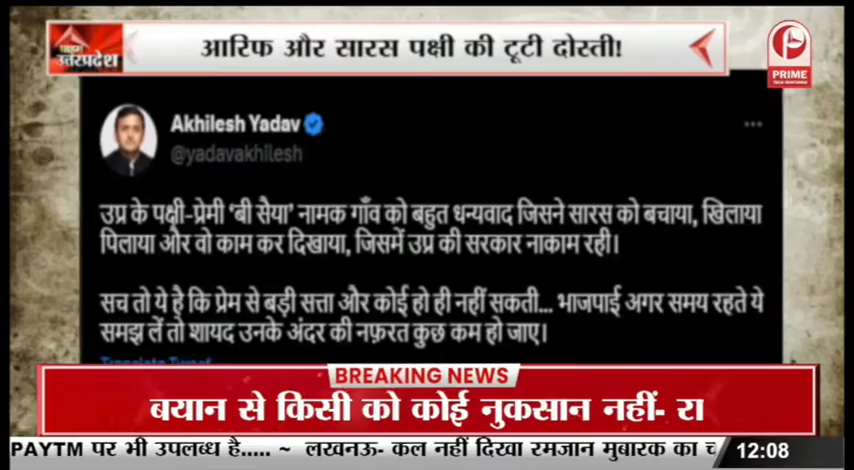 प्राइम
उत्तरप्रदेश
आरिफ और सारस पक्षी की टूटी दोस्ती!
PRIME
Akhilesh Yadav
@yadavakhilesh
उप्र के पक्षी-प्रेमी ‘बी सैया’ नामक गाँव को बहुत धन्यवाद जिसने सारस को बचाया, खिलाया
पिलाया और वो काम कर दिखाया, जिसमें उप्र की सरकार नाकाम रही।
सच तो ये है कि प्रेम से बड़ी सत्ता और कोई हो ही नहीं सकती... भाजपाई अगर समय रहते ये
समझ लें तो शायद उनके अंदर की नफ़रत कुछ कम हो जाए।
Translate Tweet
BREAKING NEWS
बयान से किसी को कोई नुकसान नहीं- रा
PAYTM पर भी उपलब्ध है..... ~ लखनऊ- कल नहीं दिखा रमजान मुबारक का च
12:08